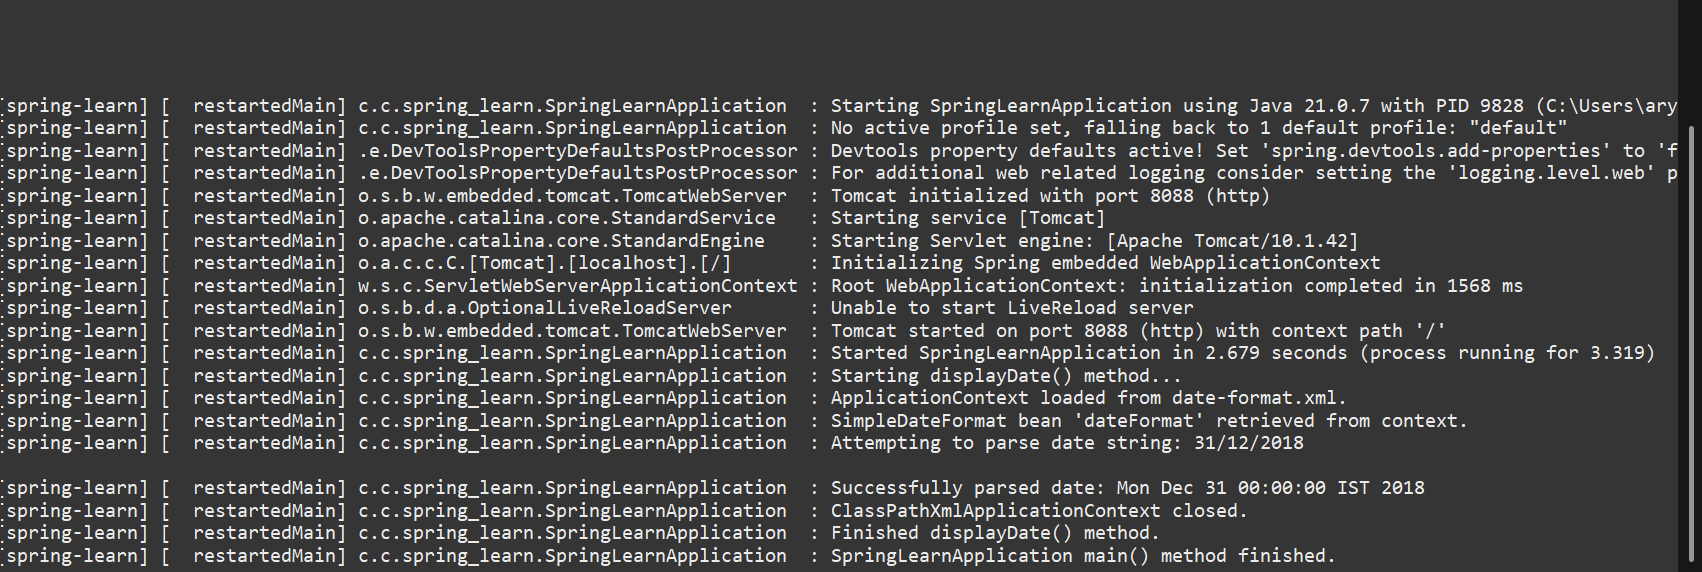 [spring-learn] [  restartedMain] c.c.spring_learn.SpringLearnApplication  : Starting SpringLearnApplication using Java 21.0.7 with PID 9828 (C:\Users\ary
[spring-learn] [  restartedMain] c.c.spring_learn.SpringLearnApplication  : No active profile set, falling back to 1 default profile: "default"
[spring-learn] [  restartedMain] .e.DevToolsPropertyDefaultsPostProcessor : Devtools property defaults active! Set 'spring.devtools.add-properties' to 'f
[spring-learn] [  restartedMain] .e.DevToolsPropertyDefaultsPostProcessor : For additional web related logging consider setting the 'logging.level.web' p
[spring-learn] [  restartedMain] o.s.b.w.embedded.tomcat.TomcatWebServer  : Tomcat initialized with port 8088 (http)
[spring-learn] [  restartedMain] o.apache.catalina.core.StandardService   : Starting service [Tomcat]
[spring-learn] [  restartedMain] o.apache.catalina.core.StandardEngine    : Starting Servlet engine: [Apache Tomcat/10.1.42]
[spring-learn] [  restartedMain] o.a.c.c.C.[Tomcat].[localhost].[/]       : Initializing Spring embedded WebApplicationContext
[spring-learn] [  restartedMain] w.s.c.ServletWebServerApplicationContext : Root WebApplicationContext: initialization completed in 1568 ms
[spring-learn] [  restartedMain] o.s.b.d.a.OptionalLiveReloadServer       : Unable to start LiveReload server
[spring-learn] [  restartedMain] o.s.b.w.embedded.tomcat.TomcatWebServer  : Tomcat started on port 8088 (http) with context path '/'
[spring-learn] [  restartedMain] c.c.spring_learn.SpringLearnApplication  : Started SpringLearnApplication in 2.679 seconds (process running for 3.319)
[spring-learn] [  restartedMain] c.c.spring_learn.SpringLearnApplication  : Starting displayDate() method...
[spring-learn] [  restartedMain] c.c.spring_learn.SpringLearnApplication  : ApplicationContext loaded from date-format.xml.
[spring-learn] [  restartedMain] c.c.spring_learn.SpringLearnApplication  : SimpleDateFormat bean 'dateFormat' retrieved from context.
[spring-learn] [  restartedMain] c.c.spring_learn.SpringLearnApplication  : Attempting to parse date string: 31/12/2018
[spring-learn] [  restartedMain] c.c.spring_learn.SpringLearnApplication  : Successfully parsed date: Mon Dec 31 00:00:00 IST 2018
[spring-learn] [  restartedMain] c.c.spring_learn.SpringLearnApplication  : ClassPathXmlApplicationContext closed.
[spring-learn] [  restartedMain] c.c.spring_learn.SpringLearnApplication  : Finished displayDate() method.
[spring-learn] [  restartedMain] c.c.spring_learn.SpringLearnApplication  : SpringLearnApplication main() method finished.